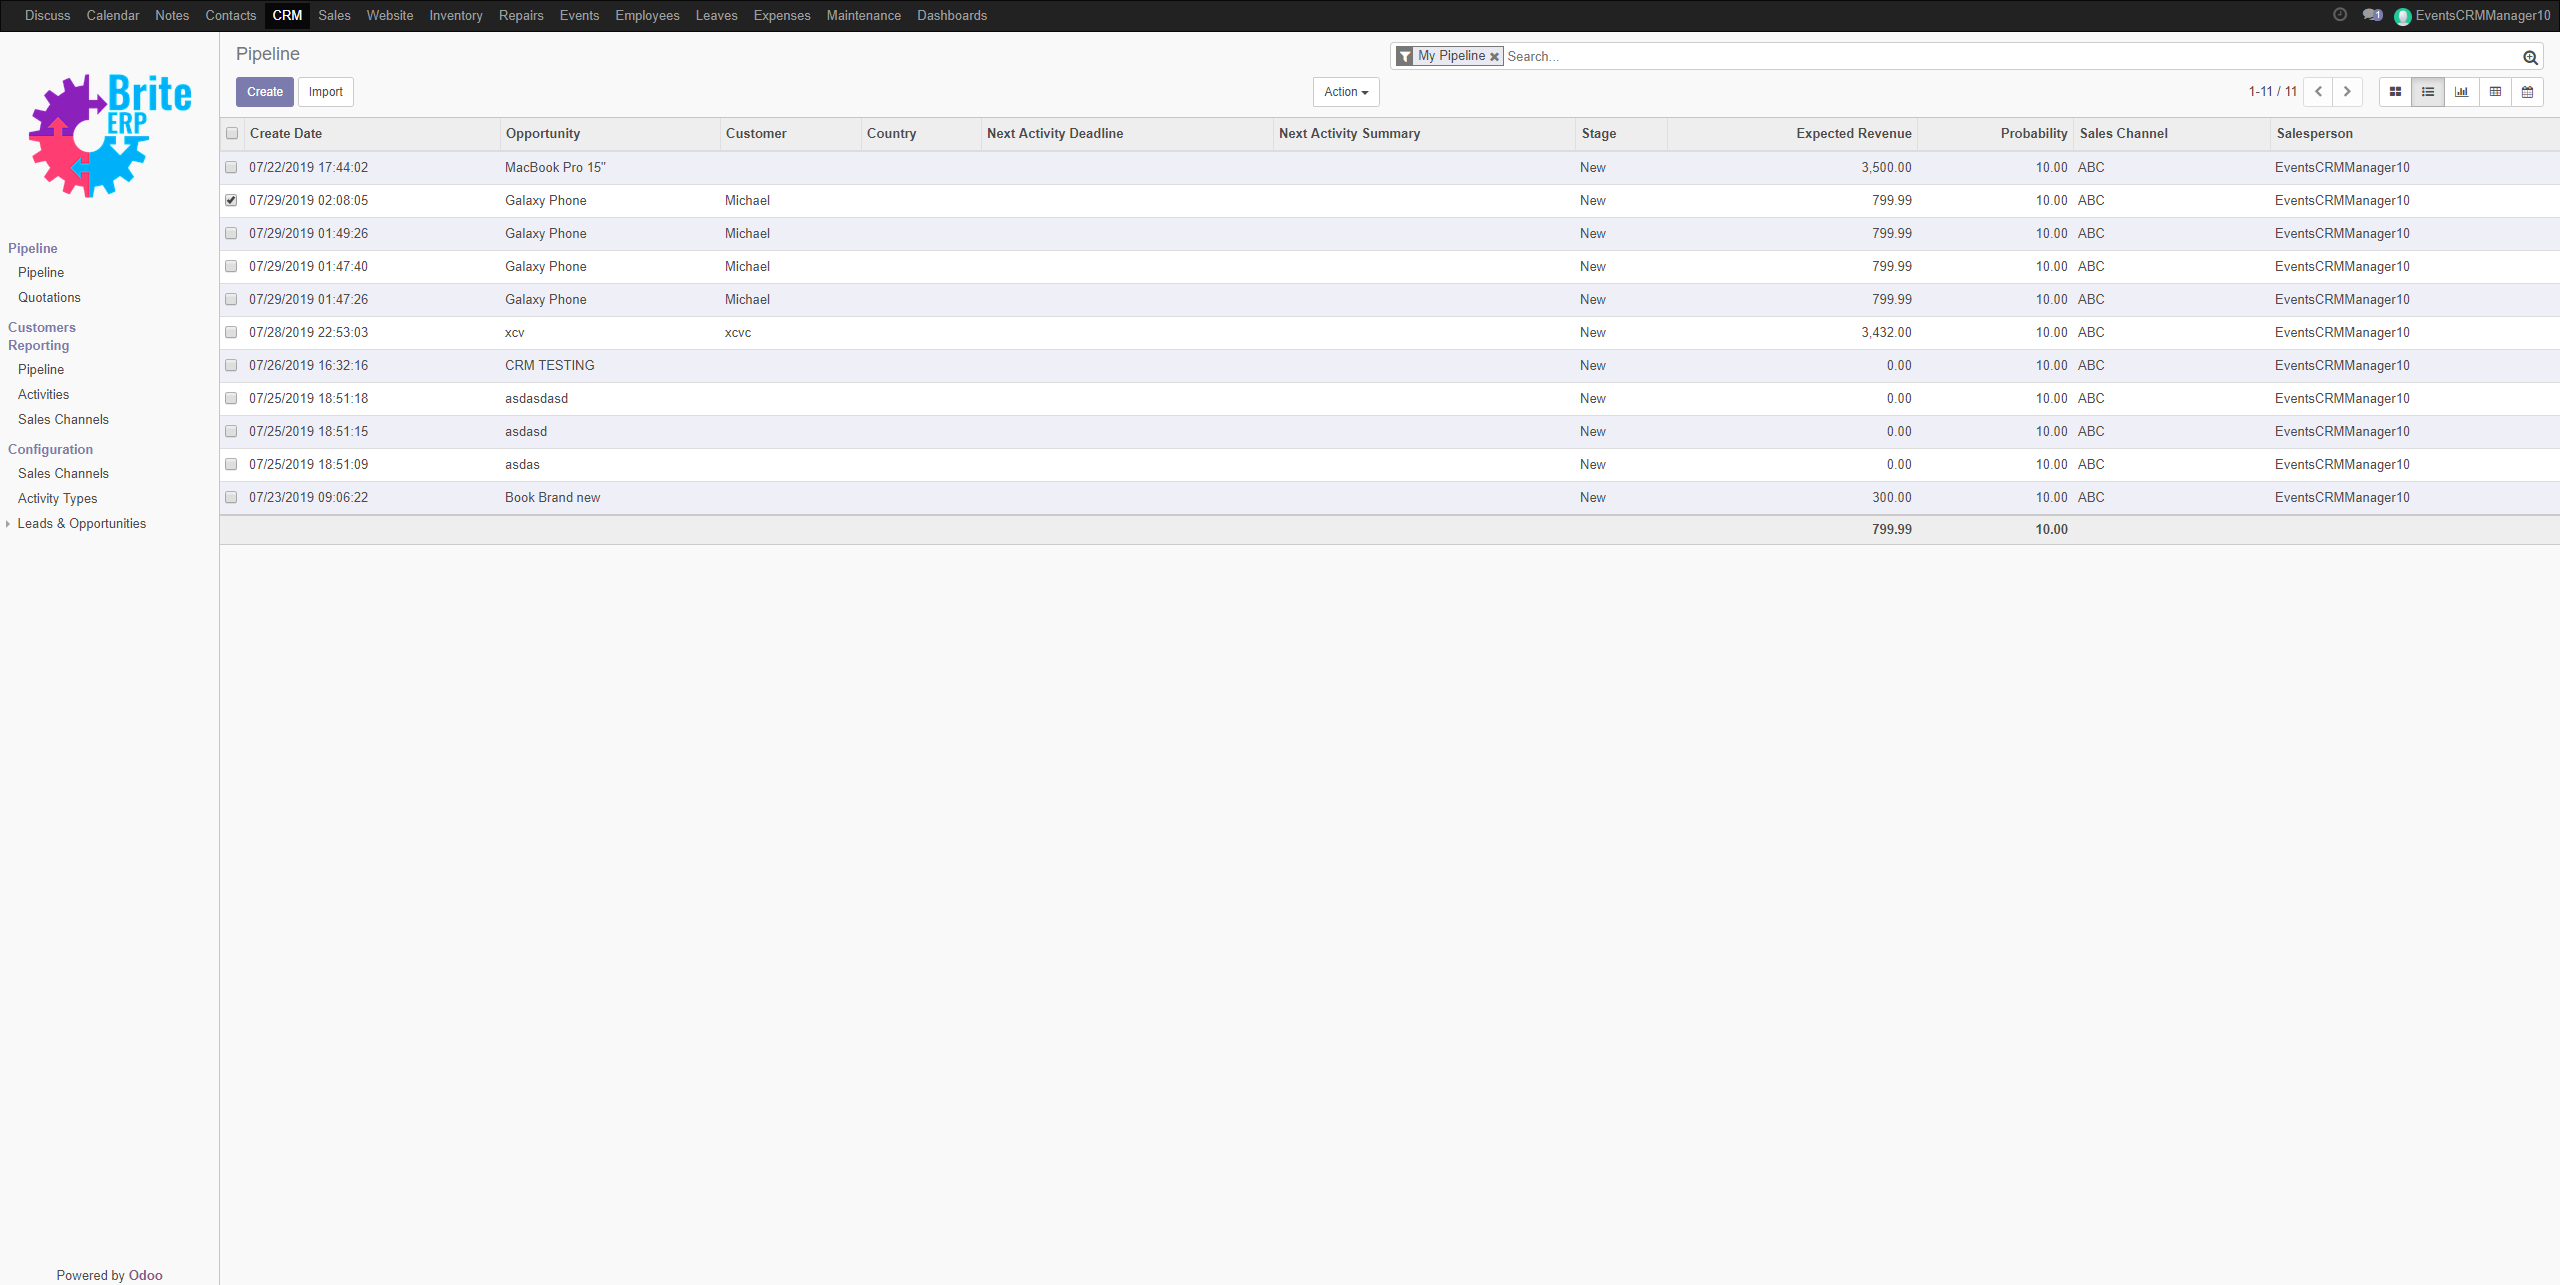 Discuss Calendar Notes Contacts CRM Sales Website Inventory Repairs Events Employees Leaves Expenses Maintenance Dashboards 1 EventsCRMManager10
Brite
ERP
Pipeline
Pipeline
Quotations
Customers
Reporting
Pipeline
Activities
Sales Channels
Configuration
Sales Channels
Activity Types
Leads & Opportunities
Powered by Odoo
Pipeline
My Pipeline Search...
Create Import Action 1-11 / 11
Create Date Opportunity Customer Country Next Activity Deadline Next Activity Summary Stage Expected Revenue Probability Sales Channel Salesperson
07/22/2019 17:44:02 MacBook Pro 15" New 3,500.00 10.00 ABC EventsCRMManager10
07/29/2019 02:08:05 Galaxy Phone Michael New 799.99 10.00 ABC EventsCRMManager10
07/29/2019 01:49:26 Galaxy Phone Michael New 799.99 10.00 ABC EventsCRMManager10
07/29/2019 01:47:40 Galaxy Phone Michael New 799.99 10.00 ABC EventsCRMManager10
07/29/2019 01:47:26 Galaxy Phone Michael New 799.99 10.00 ABC EventsCRMManager10
07/28/2019 22:53:03 xcv xcvc New 3,432.00 10.00 ABC EventsCRMManager10
07/26/2019 16:32:16 CRM TESTING New 0.00 10.00 ABC EventsCRMManager10
07/25/2019 18:51:18 asdasdasd New 0.00 10.00 ABC EventsCRMManager10
07/25/2019 18:51:15 asdasd New 0.00 10.00 ABC EventsCRMManager10
07/25/2019 18:51:09 asdas New 0.00 10.00 ABC EventsCRMManager10
07/23/2019 09:06:22 Book Brand new New 300.00 10.00 ABC EventsCRMManager10
799.99 10.00